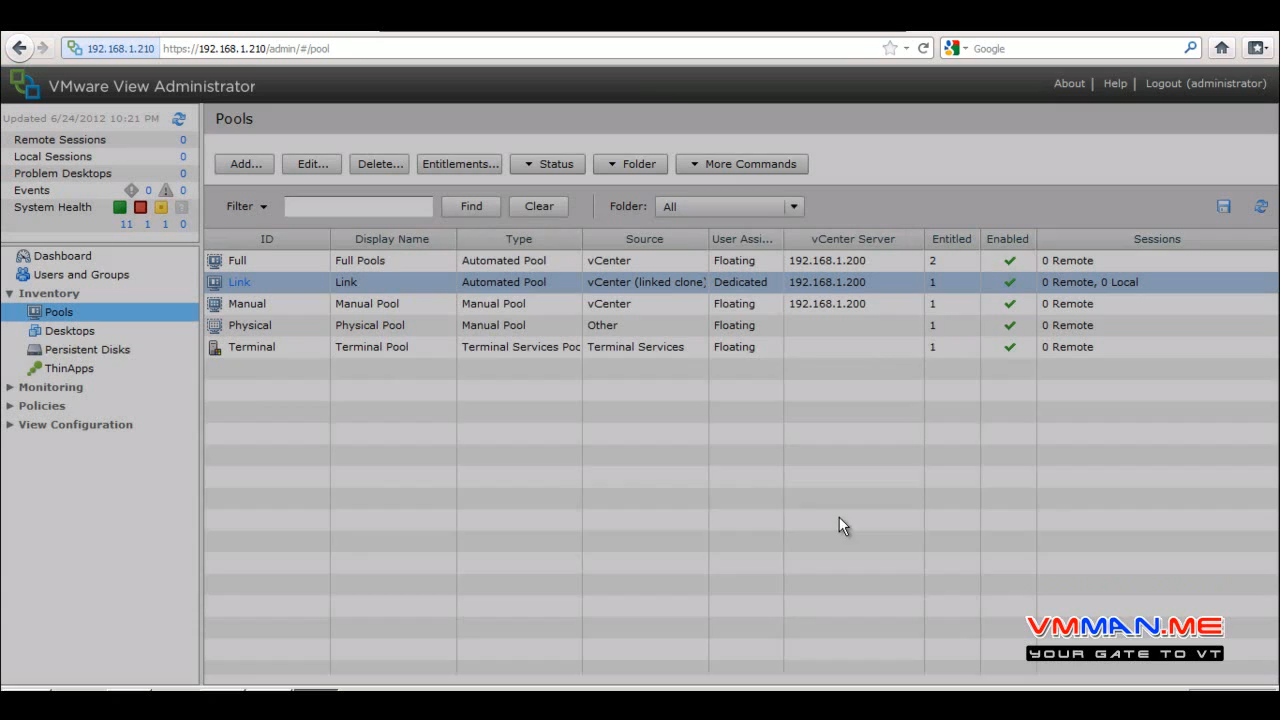 192.168.1.210 https://192.168.1.210/admin/#/pool Google
VMware View Administrator About Help Logout (administrator)
Updated 6/24/2012 10:21 PM
Remote Sessions 0
Local Sessions 0
Problem Desktops 0
Events 0 0
System Health
11 1 1 0
Dashboard
Users and Groups
Inventory
Pools
Desktops
Persistent Disks
ThinApps
Monitoring
Policies
View Configuration
Pools
Add... Edit... Delete... Entitlements... Status Folder More Commands
Filter Find Clear Folder: All
ID Display Name Type Source User Assi... vCenter Server Entitled Enabled Sessions
Full Full Pools Automated Pool vCenter Floating 192.168.1.200 2 0 Remote
Link Link Automated Pool vCenter (linked clone) Dedicated 192.168.1.200 1 0 Remote, 0 Local
Manual Manual Pool Manual Pool vCenter Floating 192.168.1.200 1 0 Remote
Physical Physical Pool Manual Pool Other Floating 1 0 Remote
Terminal Terminal Pool Terminal Services Poo Terminal Services Floating 1 0 Remote
VMMAN.ME
YOUR GATE TO VT